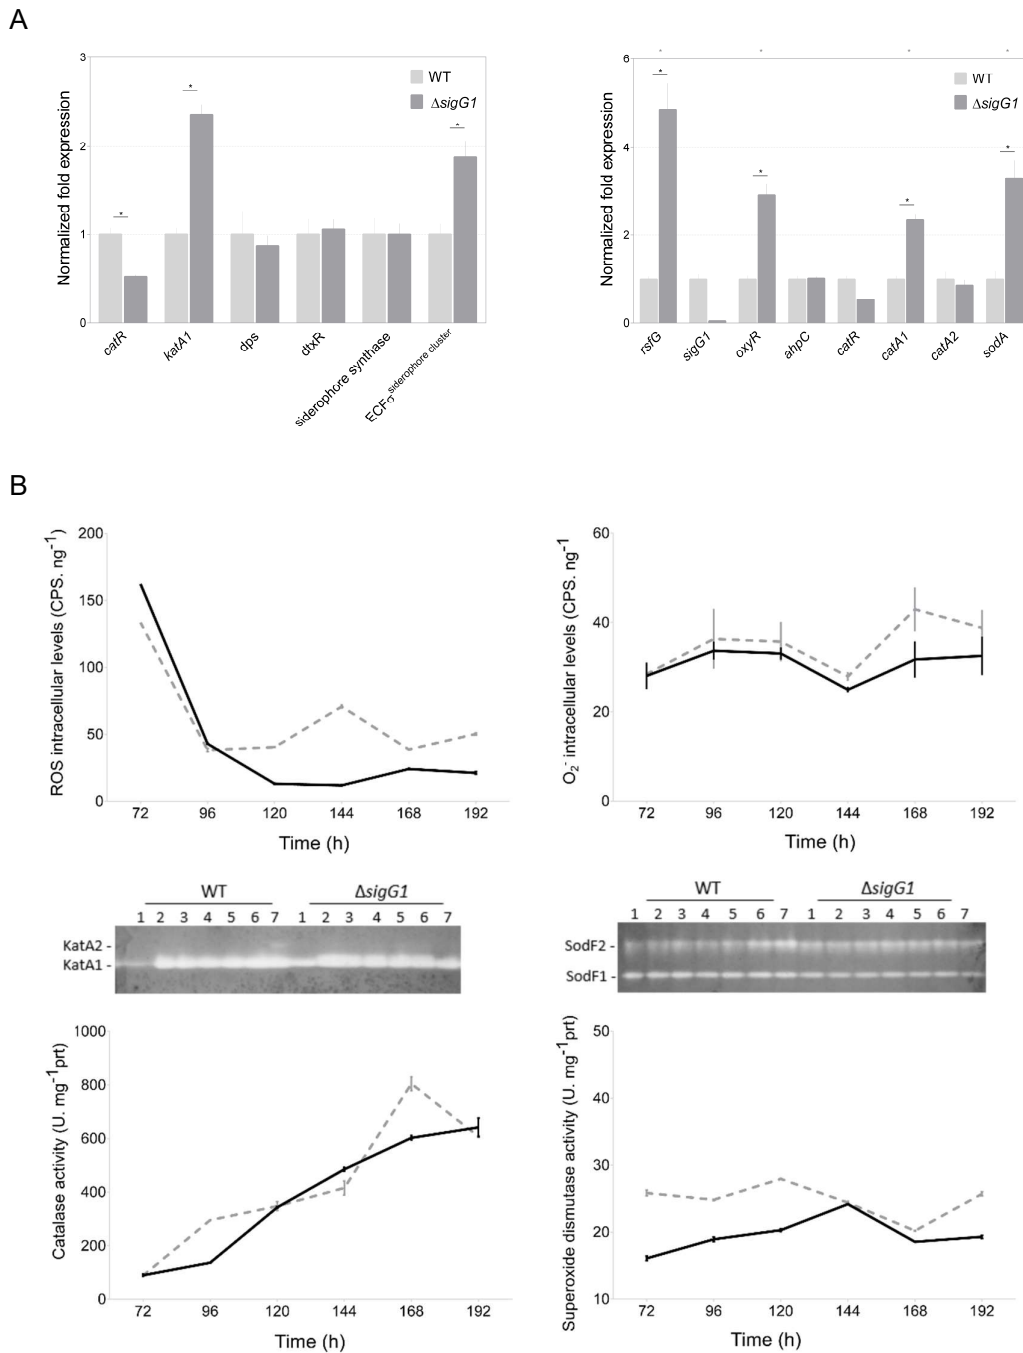 A
Normalized fold expression
3
2
1
0
WT
ΔsigG1
*
*
*
catR
katA1
dps
dtxR
siderophore synthase
ECFσ siderophore cluster
Normalized fold expression
6
4
2
0
* * * *
WT
ΔsigG1
*
*
*
*
rsfG
sigG1
oxyR
ahpC
catR
catA1
catA2
sodA
B
ROS intracellular levels (CPS. ng-1)
200
150
100
50
0
72 96 120 144 168 192
Time (h)
O2- intracellular levels (CPS. ng-1
60
40
20
0
72 96 120 144 168 192
Time (h)
WT ΔsigG1
1 2 3 4 5 6 7 1 2 3 4 5 6 7
KatA2 -
KatA1 -
WT ΔsigG1
1 2 3 4 5 6 7 1 2 3 4 5 6 7
SodF2 -
SodF1 -
Catalase activity (U. mg-1prt)
1000
800
600
400
200
0
72 96 120 144 168 192
Time (h)
Superoxide dismutase activity (U. mg-1prt)
50
40
30
20
10
72 96 120 144 168 192
Time (h)